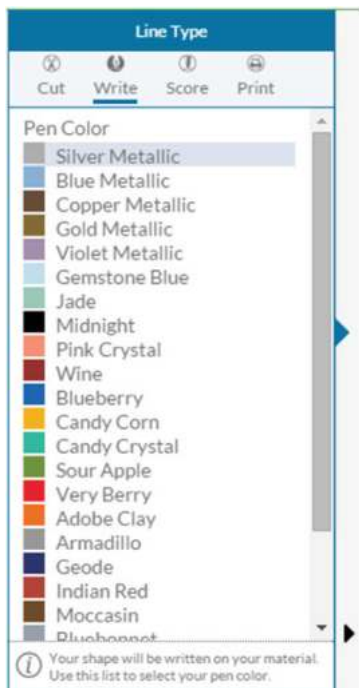 Line Type
Cut Write Score Print
Pen Color
Silver Metallic
Blue Metallic
Copper Metallic
Gold Metallic
Violet Metallic
Gemstone Blue
Jade
Midnight
Pink Crystal
Wine
Blueberry
Candy Corn
Candy Crystal
Sour Apple
Very Berry
Adobe Clay
Armadillo
Geode
Indian Red
Moccasin
Bluebonnet
Your shape will be written on your material.
Use this list to select your pen color.